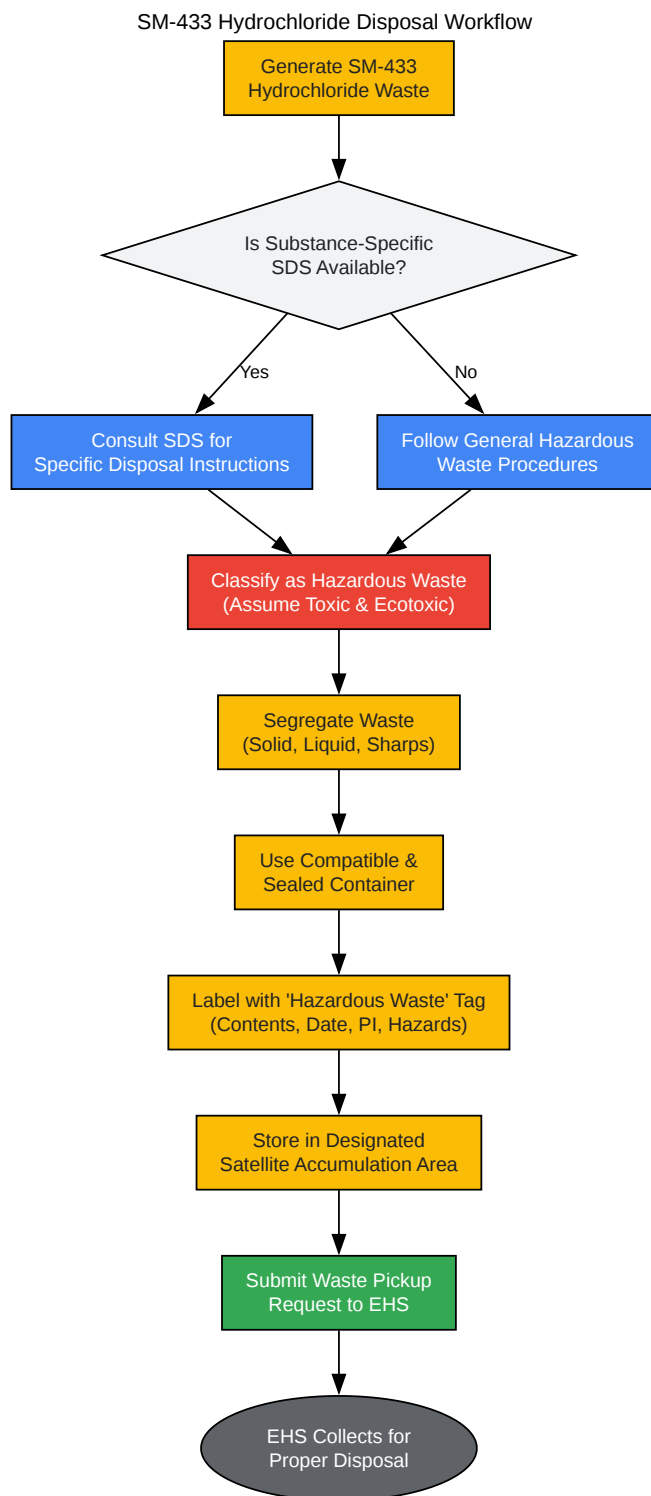 SM-433 Hydrochloride Disposal Workflow
Generate SM-433
Hydrochloride Waste
Is Substance-Specific
SDS Available?
Yes
No
Consult SDS for
Specific Disposal Instructions
Follow General Hazardous
Waste Procedures
Classify as Hazardous Waste
(Assume Toxic & Ecotoxic)
Segregate Waste
(Solid, Liquid, Sharps)
Use Compatible &
Sealed Container
Label with 'Hazardous Waste' Tag
(Contents, Date, PI, Hazards)
Store in Designated
Satellite Accumulation Area
Submit Waste Pickup
Request to EHS
EHS Collects for
Proper Disposal